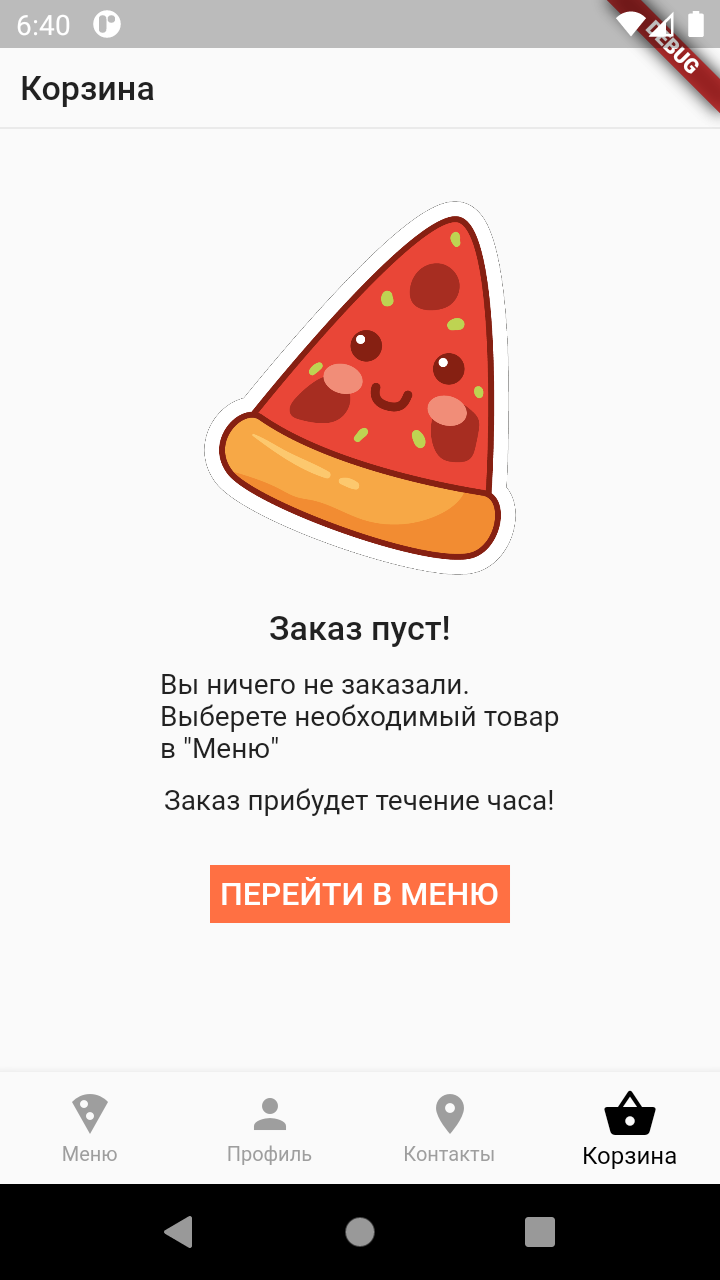 6:40
DEBUG
Корзина
Заказ пуст!
Вы ничего не заказали.
Выберете необходимый товар
в "Меню"
Заказ прибудет течение часа!
ПЕРЕЙТИ В МЕНЮ
Меню
Профиль
Контакты
Корзина